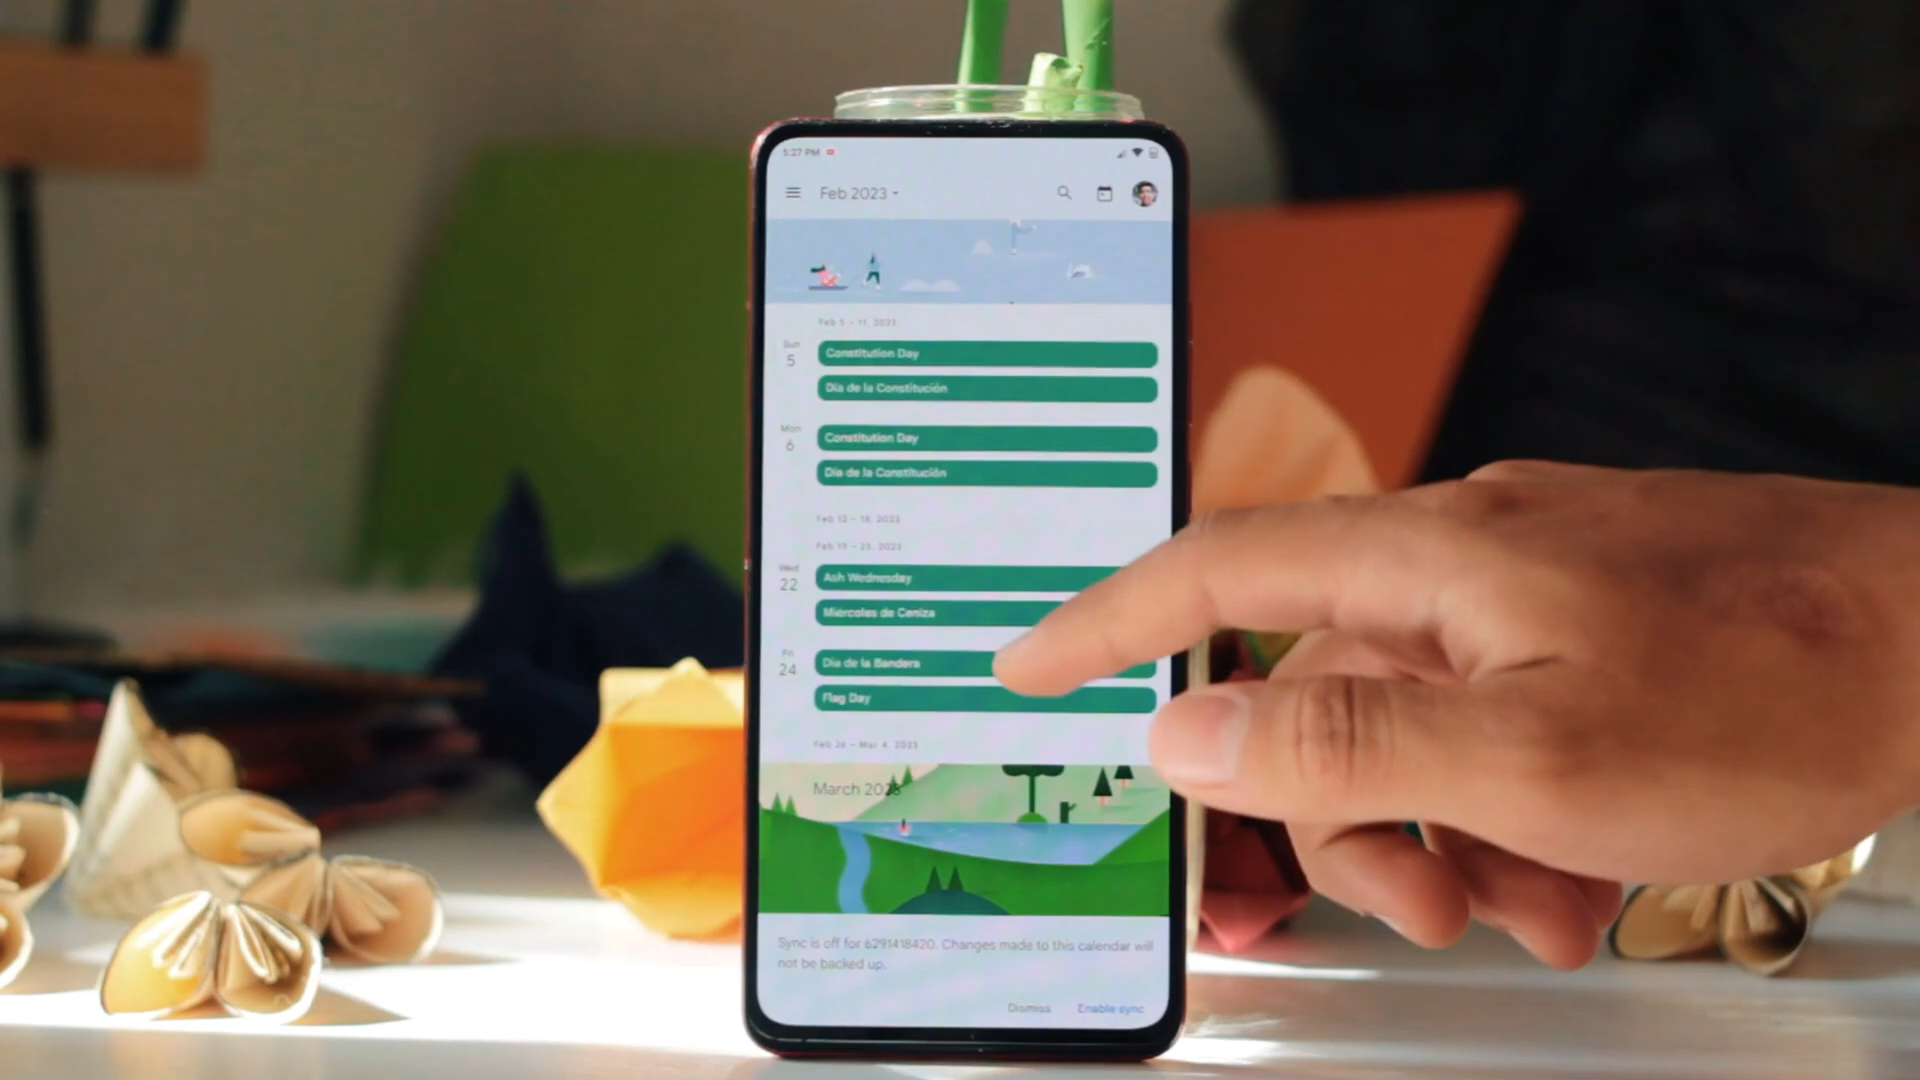 5:27 PM
Feb 2023
Feb 5 - 11, 2023
Sun
5
Constitution Day
Día de la Constitución
Mon
6
Constitution Day
Día de la Constitución
Feb 12 - 18, 2023
Feb 19 - 25, 2023
Wed
22
Ash Wednesday
Miércoles de Ceniza
Fri
24
Día de la Bandera
Flag Day
Feb 26 - Mar 4, 2023
March 2023
Sync is off for 6291418420. Changes made to this calendar will
not be backed up.
Dismiss Enable sync